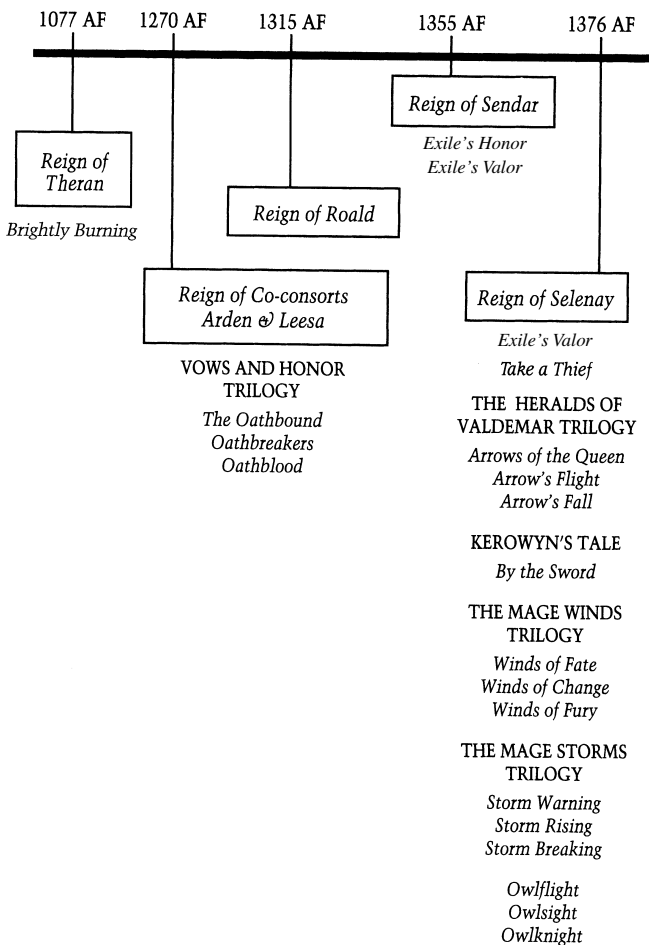 1077 AF
1270 AF
1315 AF
1355 AF
1376 AF
Reign of
Theran
Brightly Burning
Reign of Co-consorts
Arden & Leesa
VOWS AND HONOR
TRILOGY
The Oathbound
Oathbreakers
Oathblood
Reign of Roald
Reign of Sendar
Exile's Honor
Exile's Valor
Reign of Selenay
Exile's Valor
Take a Thief
THE HERALDS OF
VALDEMAR TRILOGY
Arrows of the Queen
Arrow's Flight
Arrow's Fall
KEROWYN'S TALE
By the Sword
THE MAGE WINDS
TRILOGY
Winds of Fate
Winds of Change
Winds of Fury
THE MAGE STORMS
TRILOGY
Storm Warning
Storm Rising
Storm Breaking
Owlflight
Owlsight
Owlknight